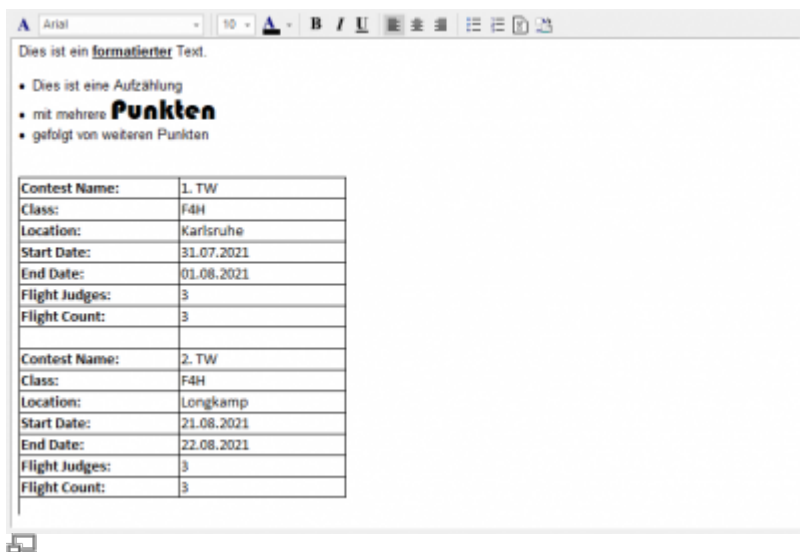 A Arial 10 A B I U
Dies ist ein formatierter Text.
• Dies ist eine Aufzählung
• mit mehrere Punkten
• gefolgt von weiteren Punkten
Contest Name: 1. TW
Class: F4H
Location: Karlsruhe
Start Date: 31.07.2021
End Date: 01.08.2021
Flight Judges: 3
Flight Count: 3
Contest Name: 2. TW
Class: F4H
Location: Longkamp
Start Date: 21.08.2021
End Date: 22.08.2021
Flight Judges: 3
Flight Count: 3